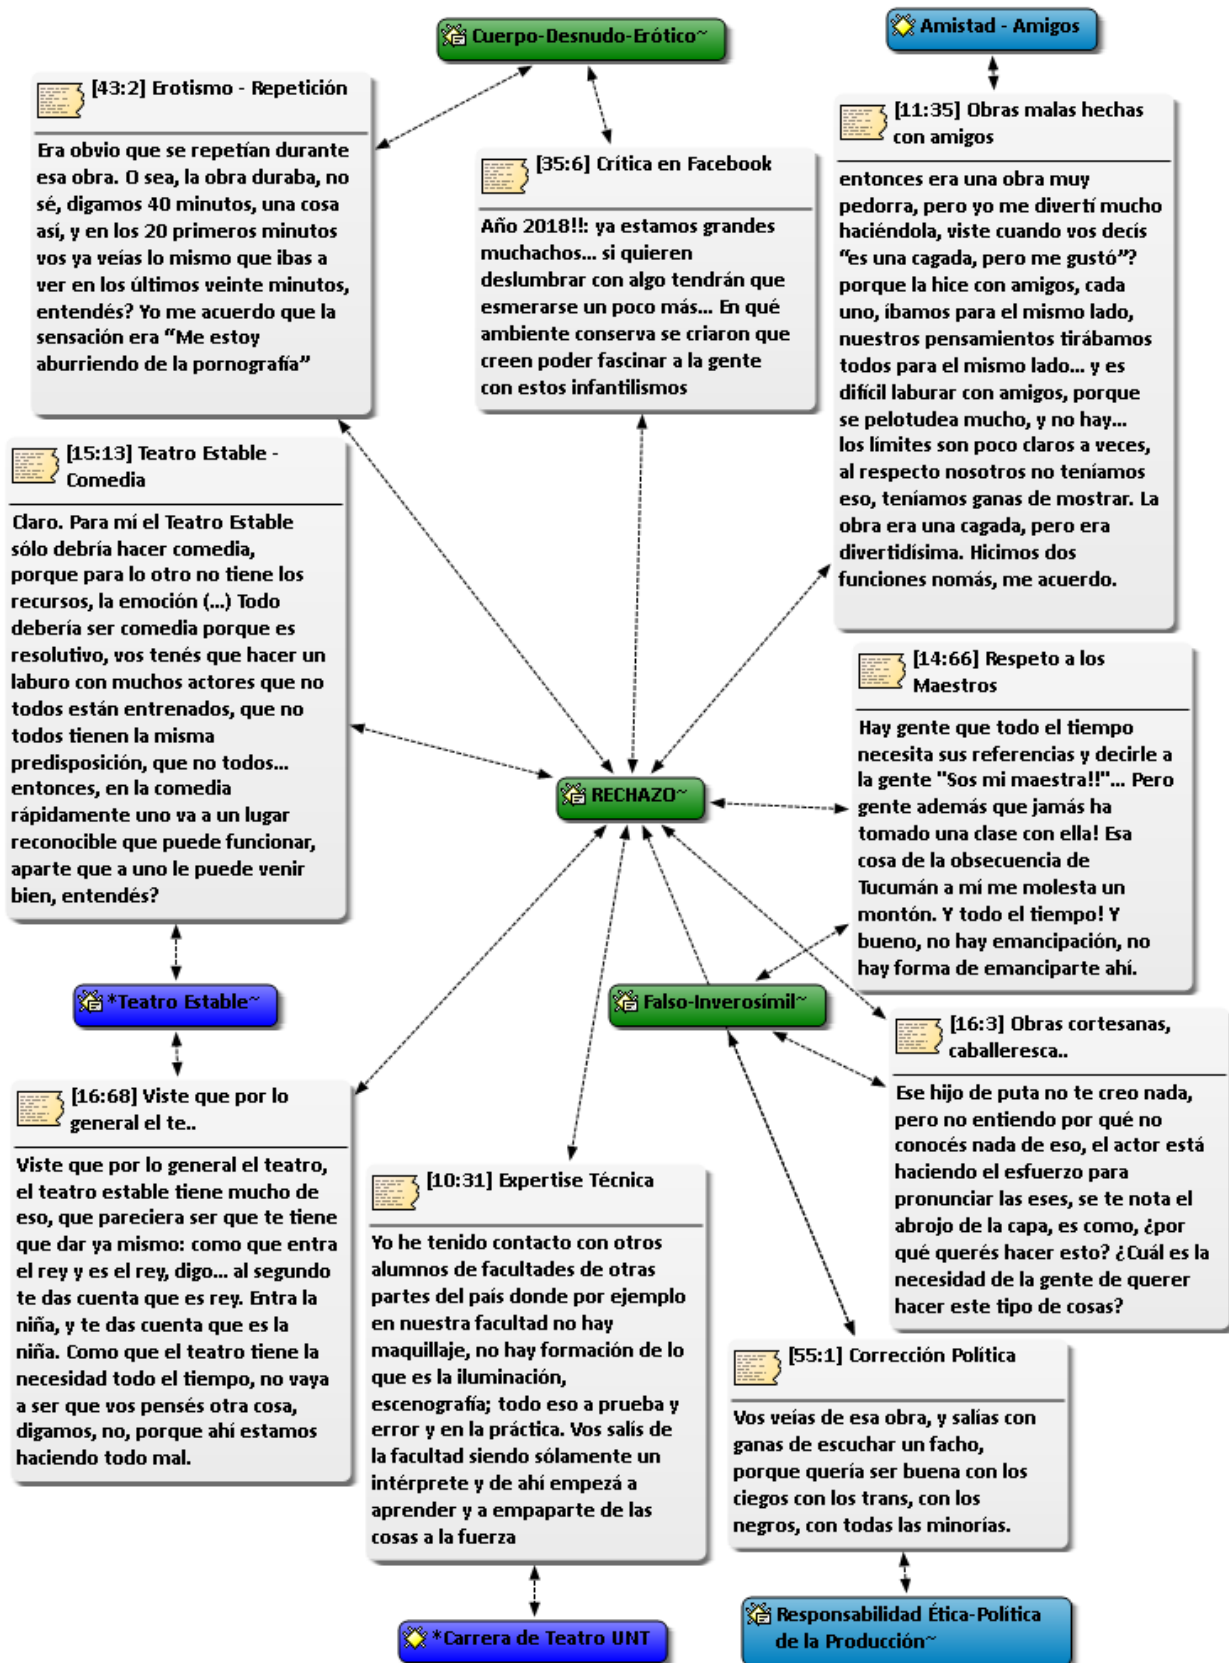 Cuerpo-Desnudo-Erótico~
Amistad - Amigos
[43:2] Erotismo - Repetición
Era obvio que se repetían durante
esa obra. O sea, la obra duraba, no
sé, digamos 40 minutos, una cosa
así, y en los 20 primeros minutos
vos ya veías lo mismo que ibas a
ver en los últimos veinte minutos,
entendés? Yo me acuerdo que la
sensación era “Me estoy
aburriendo de la pornografía”
[35:6] Crítica en Facebook
Año 2018!!: ya estamos grandes
muchachos... si quieren
deslumbrar con algo tendrán que
esmerarse un poco más... En qué
ambiente conserva se criaron que
creen poder fascinar a la gente
con estos infantilismos
[11:35] Obras malas hechas
con amigos
entonces era una obra muy
pedorra, pero yo me divertí mucho
haciéndola, viste cuando vos decís
“es una cagada, pero me gustó”?
porque la hice con amigos, cada
uno, íbamos para el mismo lado,
nuestros pensamientos tirábamos
todos para el mismo lado... y es
difícil laburar con amigos, porque
se pelotudea mucho, y no hay...
los límites son poco claros a veces,
al respecto nosotros no teníamos
eso, teníamos ganas de mostrar. La
obra era una cagada, pero era
divertidísima. Hicimos dos
funciones nomás, me acuerdo.
[15:13] Teatro Estable -
Comedia
Claro. Para mí el Teatro Estable
sólo debría hacer comedia,
porque para lo otro no tiene los
recursos, la emoción (...) Todo
debería ser comedia porque es
resolutivo, vos tenés que hacer un
laburo con muchos actores que no
todos están entrenados, que no
todos tienen la misma
predisposición, que no todos...
entonces, en la comedia
rápidamente uno va a un lugar
reconocible que puede funcionar,
aparte que a uno le puede venir
bien, entendés?
[14:66] Respeto a los
Maestros
Hay gente que todo el tiempo
necesita sus referencias y decirle a
la gente "Sos mi maestra!!"... Pero
gente además que jamás ha
tomado una clase con ella! Esa
cosa de la obsecuencia de
Tucumán a mí me molesta un
montón. Y todo el tiempo! Y
bueno, no hay emancipación, no
hay forma de emanciparte ahí.
RECHAZO~
*Teatro Estable~
Falso-Inverosímil~
[16:3] Obras cortesanas,
caballeresca..
Ese hijo de puta no te creo nada,
pero no entiendo por qué no
conocés nada de eso, el actor está
haciendo el esfuerzo para
pronunciar las eses, se te nota el
abrojo de la capa, es como, ¿por
qué querés hacer esto? ¿Cuál es la
necesidad de la gente de querer
hacer este tipo de cosas?
[16:68] Viste que por lo
general el te..
Viste que por lo general el teatro,
el teatro estable tiene mucho de
eso, que pareciera ser que te tiene
que dar ya mismo: como que entra
el rey y es el rey, digo... al segundo
te das cuenta que es rey. Entra la
niña, y te das cuenta que es la
niña. Como que el teatro tiene la
necesidad todo el tiempo, no vaya
a ser que vos pensés otra cosa,
digamos, no, porque ahí estamos
haciendo todo mal.
[10:31] Expertise Técnica
Yo he tenido contacto con otros
alumnos de facultades de otras
partes del país donde por ejemplo
en nuestra facultad no hay
maquillaje, no hay formación de lo
que es la iluminación,
escenografía; todo eso a prueba y
error y en la práctica. Vos salís de
la facultad siendo sólamente un
intérprete y de ahí empezá a
aprender y a empaparte de las
cosas a la fuerza
[55:1] Corrección Política
Vos veías de esa obra, y salías con
ganas de escuchar un facho,
porque quería ser buena con los
ciegos con los trans, con los
negros, con todas las minorías.
*Carrera de Teatro UNT
Responsabilidad Ética-Política
de la Producción~